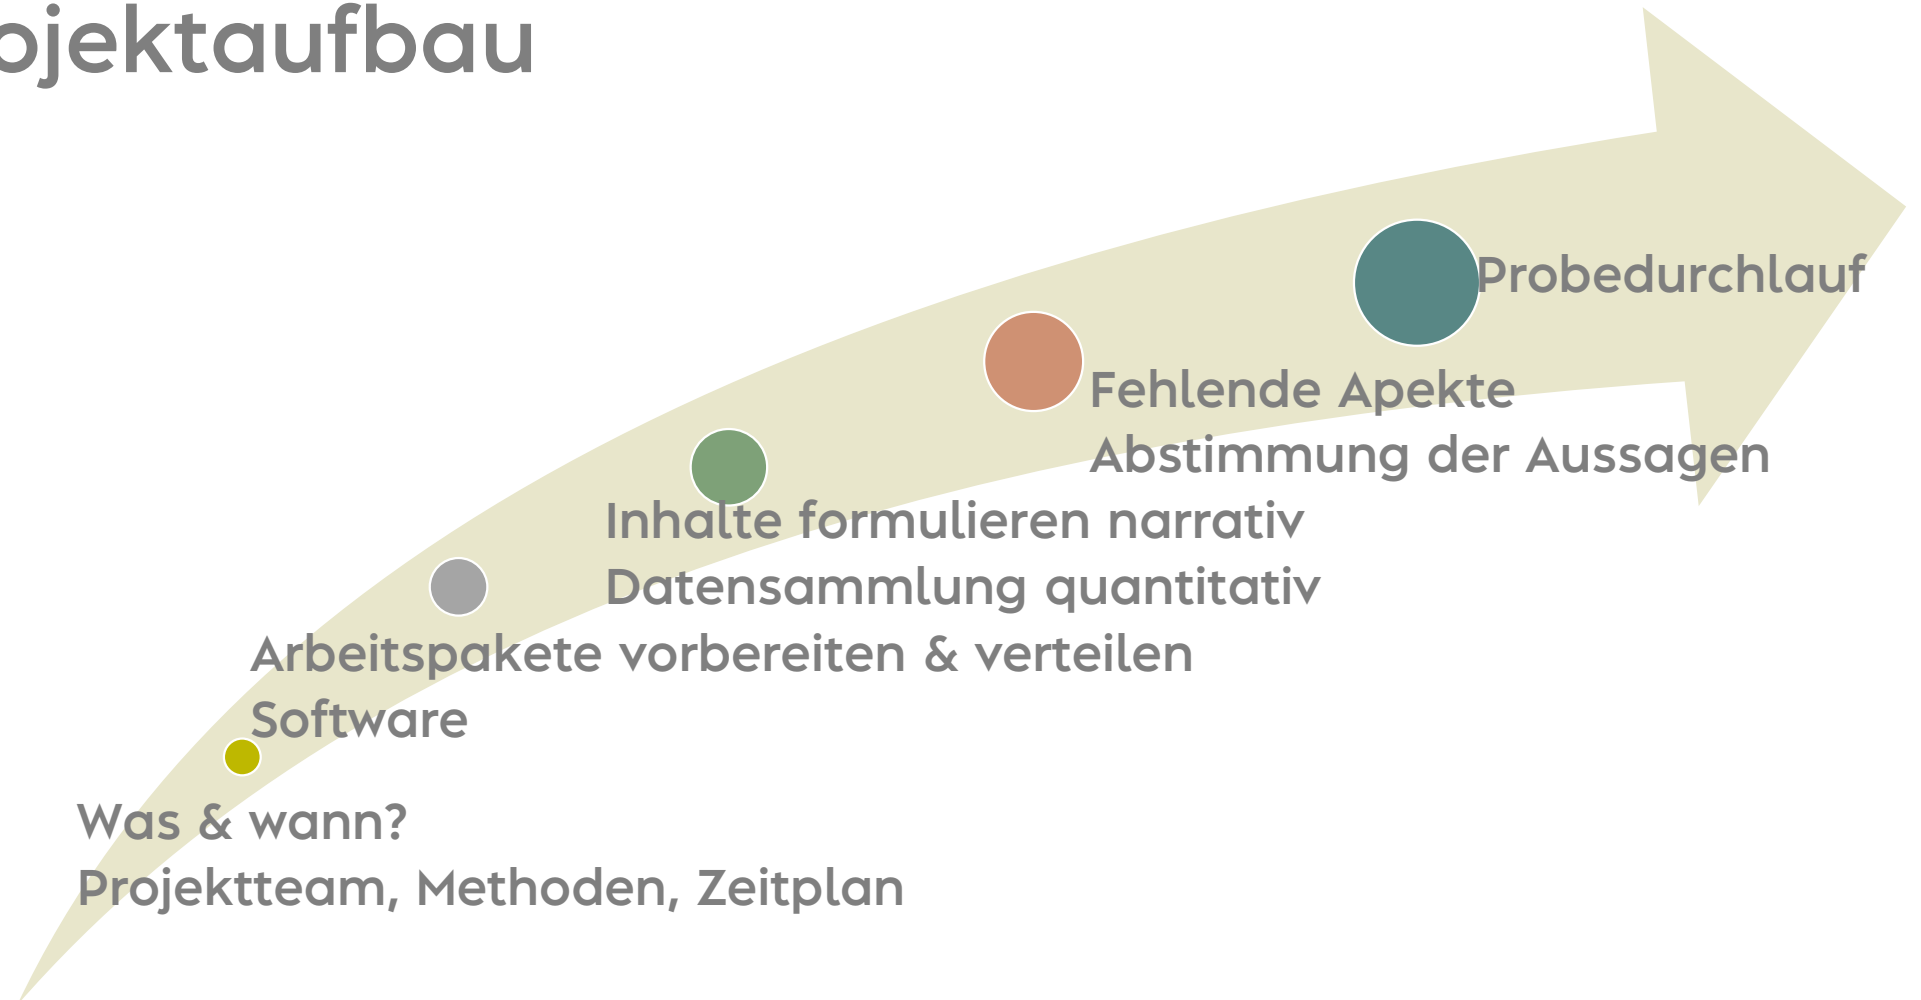 ojektaufbau
Probedurchlauf
Fehlende Apekte
Abstimmung der Aussagen
Inhalte formulieren narrativ
Datensammlung quantitativ
Arbeitspakete vorbereiten & verteilen
Software
Was & wann?
Projektteam, Methoden, Zeitplan